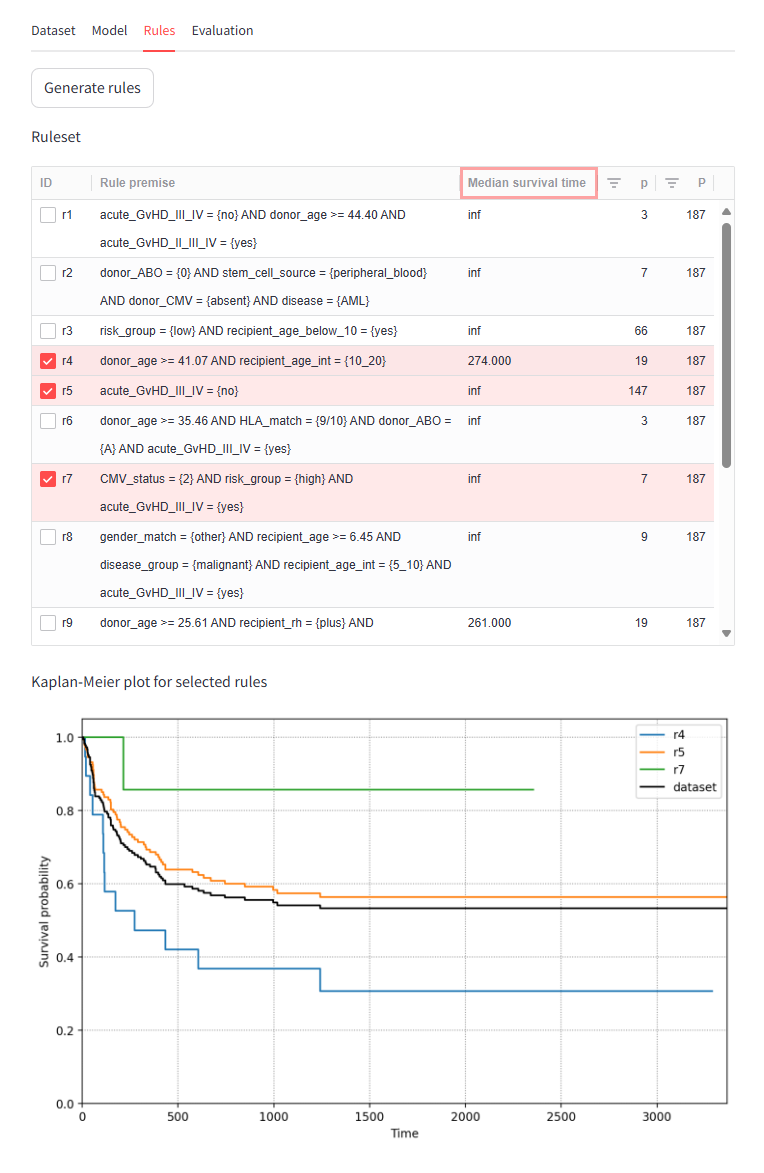 Dataset Model Rules Evaluation
Generate rules
Ruleset
ID Rule premise Median survival time p P
r1 acute_GvHD_III_IV = {no} AND donor_age >= 44.40 AND inf 3 187
acute_GvHD_II_III_IV = {yes}
r2 donor_ABO = {0} AND stem_cell_source = {peripheral_blood} inf 7 187
AND donor_CMV = {absent} AND disease = {AML}
r3 risk_group = {low} AND recipient_age_below_10 = {yes} inf 66 187
r4 donor_age >= 41.07 AND recipient_age_int = {10_20} 274.000 19 187
r5 acute_GvHD_III_IV = {no} inf 147 187
r6 donor_age >= 35.46 AND HLA_match = {9/10} AND donor_ABO = inf 3 187
{A} AND acute_GvHD_III_IV = {yes}
r7 CMV_status = {2} AND risk_group = {high} AND inf 7 187
acute_GvHD_III_IV = {yes}
r8 gender_match = {other} AND recipient_age >= 6.45 AND inf 9 187
disease_group = {malignant} AND recipient_age_int = {5_10} AND
acute_GvHD_III_IV = {yes}
r9 donor_age >= 25.61 AND recipient_rh = {plus} AND 261.000 19 187
Kaplan-Meier plot for selected rules
r4
r5
r7
dataset
1.0
0.8
0.6
0.4
0.2
0.0
Survival probability
0 500 1000 1500 2000 2500 3000
Time